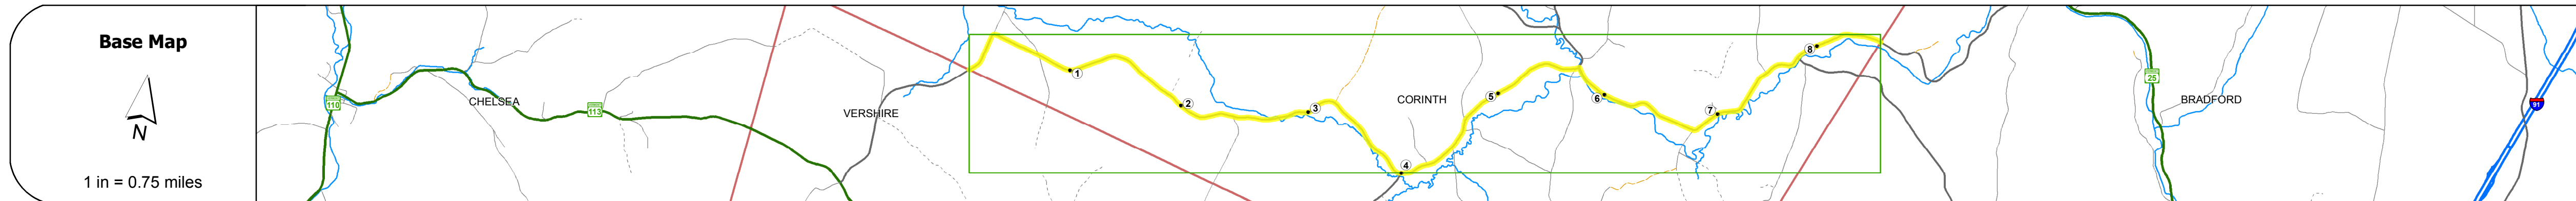 Base Map
N
1 in = 0.75 miles
110
CHELSEA
113
VERSHIRE
1
2
3
4
CORINTH
5
6
7
8
25
BRADFORD
91